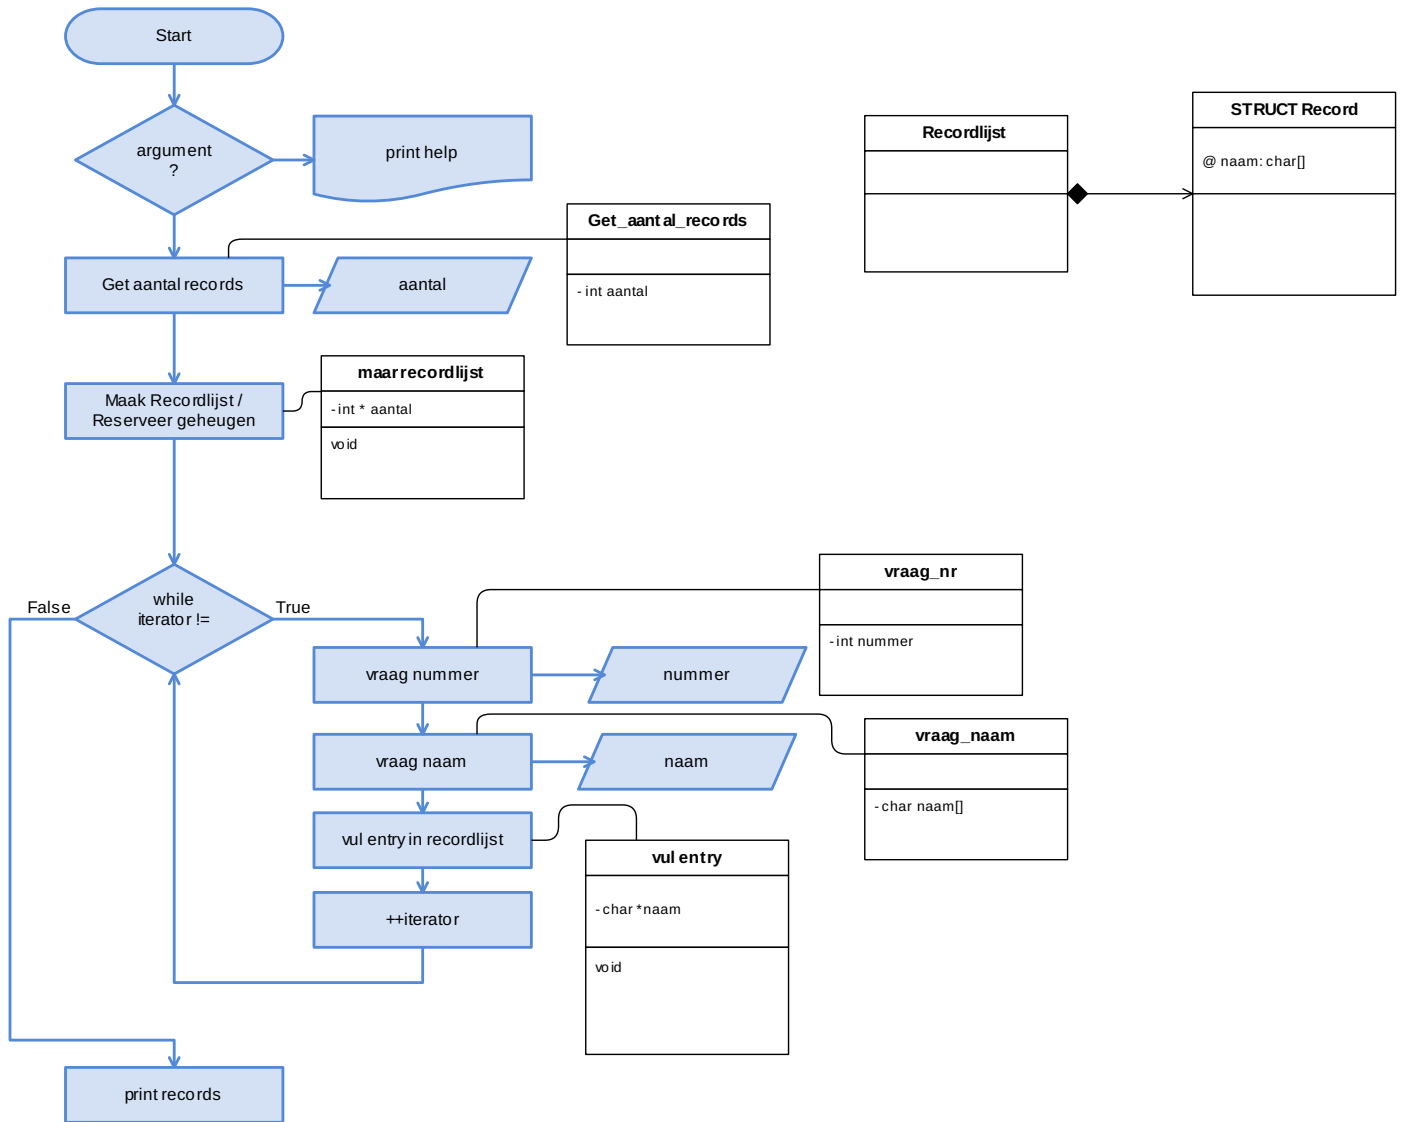 Start
argument
?
print help
Recordlijst
STRUCT Record
@ naam: char[]
Get_aantal_records
- int aantal
Get aantal records
aantal
maar recordlijst
- int * aantal
void
Maak Recordlijst /
Reserveer geheugen
while
iterator !=
False
True
vraag_nr
- int nummer
vraag nummer
nummer
vraag_naam
- char naam[]
vraag naam
naam
vul entry in recordlijst
vul entry
- char *naam
void
++iterator
print records